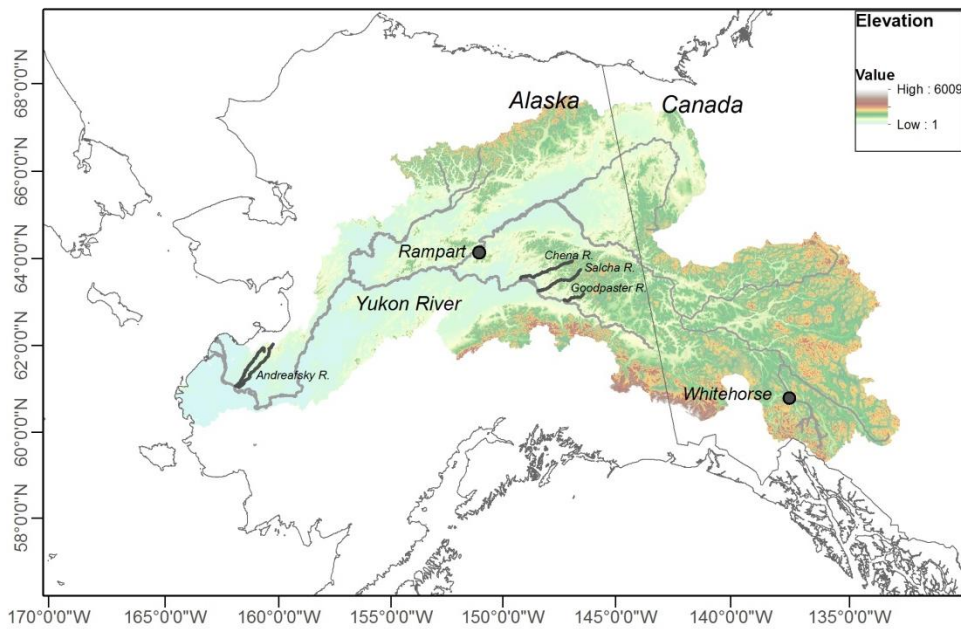 Elevation
Value
High : 6009
Low : 1
Alaska
Canada
Rampart
Chena R.
Salcha R.
Goodpaster R.
Yukon River
Andreafsky R.
Whitehorse
68°0'0"N
66°0'0"N
64°0'0"N
62°0'0"N
60°0'0"N
58°0'0"N
170°0'0"W
165°0'0"W
160°0'0"W
155°0'0"W
150°0'0"W
145°0'0"W
140°0'0"W
135°0'0"W